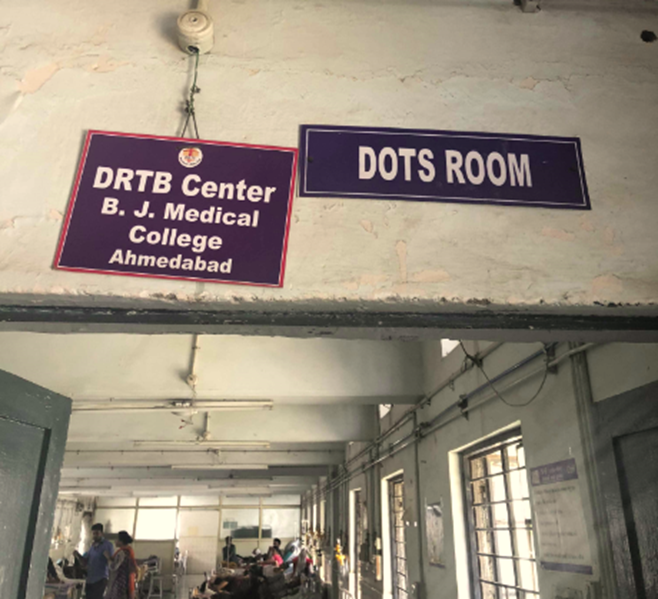 DRTB Center
B. J. Medical
College
Ahmedabad
DOTS ROOM